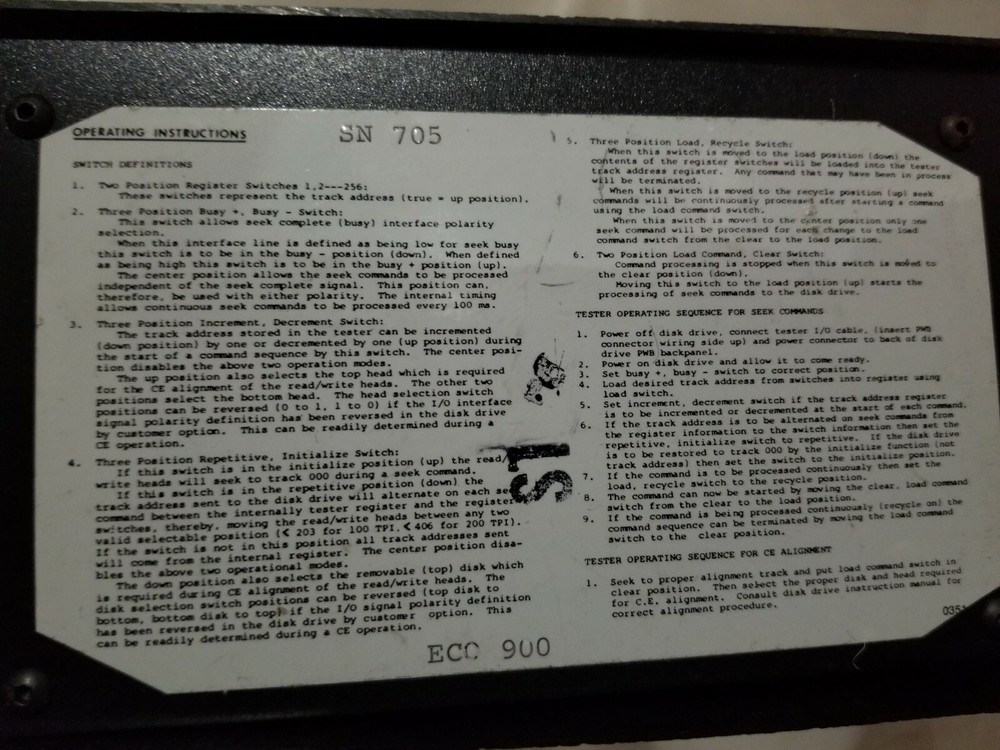 OPERATING INSTRUCTIONS
SN 705
SWITCH DEFINITIONS
1. Two Position Register Switches 1,2---256:
These switches represent the track address (true = up position).
2. Three Position Busy +, Busy - Switch:
This switch allows seek complete (busy) interface polarity
selection.
When this interface line is defined as being low for seek busy
this switch is to be in the busy - position (down). When defined
as being high this switch is to be in the busy + position (up).
The center position allows the seek commands to be processed
independent of the seek complete signal. This position can,
therefore, be used with either polarity. The internal timing
allows continuous seek commands to be processed every 100 ms.
3. Three Position Increment, Decrement Switch:
The track address stored in the tester can be incremented
(down position) by one or decremented by one (up position) during
the start of a command sequence by this switch. The center posi-
tion disables the above two operation modes.
The up position also selects the top head which is required
for the CE alignment of the read/write heads. The other two
positions select the bottom head. The head selection switch
positions can be reversed (0 to 1, 1 to 0) if the I/O interface
signal polarity definition has been reversed in the disk drive
by customer option. This can be readily determined during a
CE operation.
4. Three Position Repetitive, Initialize Switch:
If this switch is in the initialize position (up) the read/
write heads will seek to track 000 during a seek command.
If this switch is in the repetitive position (down) the
track address sent to the disk drive will alternate on each
command between the internally tester register and the register
switches, thereby, moving the read/write heads between any two
valid selectable position (< 203 for 100 TPI, < 406 for 200 TPI).
If the switch is not in this position all track addresses sent
will come from the internal register. The center position disa-
bles the above two operational modes.
The down position also selects the removable (top) disk which
is required during CE alignment of the read/write heads. The
disk selection switch positions can be reversed (top disk to
bottom, bottom disk to top) if the I/O signal polarity definition
has been reversed in the disk drive by customer option. This
can be readily determined during a CE operation.
ECC 900
5. Three Position Load, Recycle Switch:
When this switch is moved to the load position (down) the
contents of the register switches will be loaded into the tester
track address register. Any command that may have been in process
will be terminated.
When this switch is moved to the recycle position (up) seek
commands will be continuously processed after starting a command
using the load command switch.
When this switch is moved to the center position only one
seek command will be processed for each change to the load
command switch from the clear to the load position.
6. Two Position Load Command, Clear Switch:
Command processing is stopped when this switch is moved to
the clear position (down).
Moving this switch to the load position (up) starts the
processing of seek commands to the disk drive.
TESTER OPERATING SEQUENCE FOR SEEK COMMANDS
1. Power off disk drive, connect tester I/O cable, (insert PWB
connector wiring side up) and power connector to back of disk
drive PWB backpanel.
2. Power on disk drive and allow it to come ready.
3. Set busy +, busy - switch to correct position.
4. Load desired track address from switches into register using
load switch.
5. Set increment, decrement switch if the track address register
is to be incremented or decremented at the start of each command.
6. If the track address is to be alternated on seek commands from
the register information to the switch information then set the
repetitive, initialize switch to repetitive. If the disk drive
is to be restored to track 000 by the initialize function (not
track address) then set the switch to the initialize position.
7. If the command is to be processed continuously then set the
load, recycle switch to the recycle position.
8. The command can now be started by moving the clear, load command
switch from the clear to the load position.
9. If the command is being processed continuously (recycle on) the
command sequence can be terminated by moving the load command
switch to the clear position.
TESTER OPERATING SEQUENCE FOR CE ALIGNMENT
1. Seek to proper alignment track and put load command switch in
clear position. Then select the proper disk and head required
for C.E. alignment. Consult disk drive instruction manual for
correct alignment procedure.